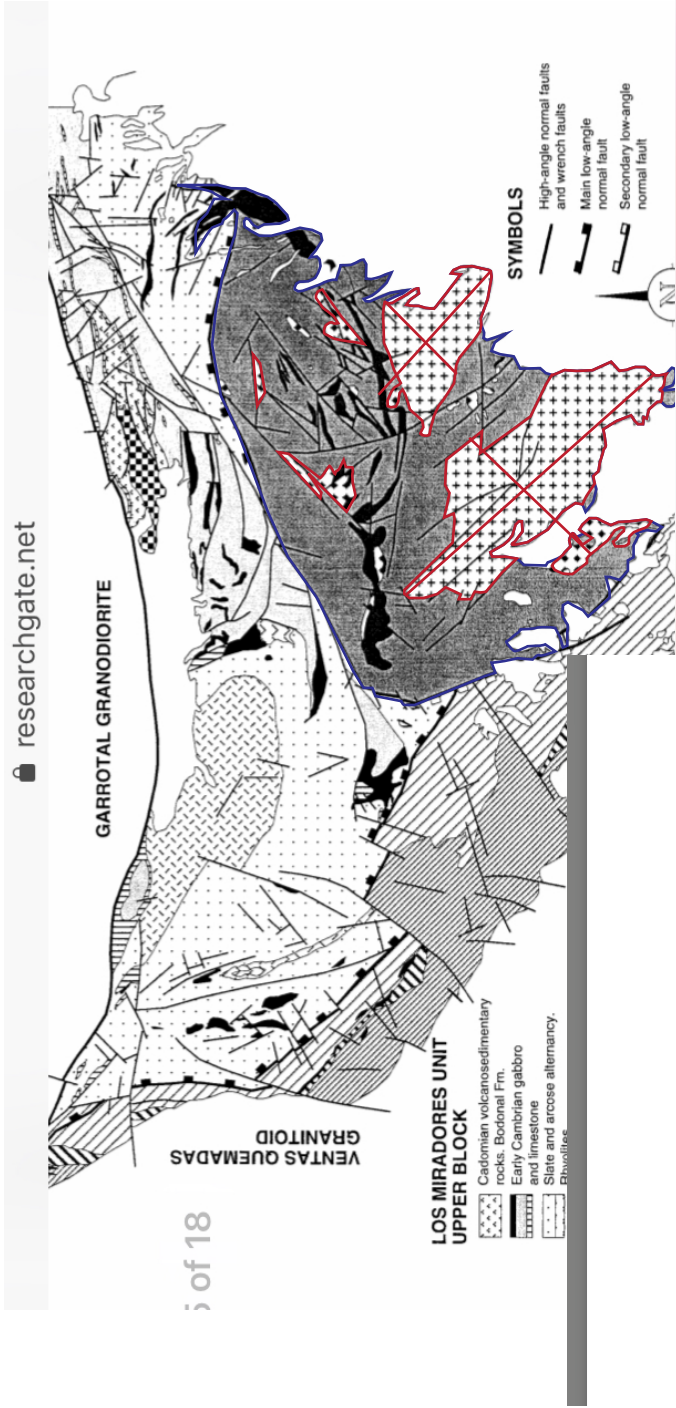 researchgate.net
GARROTAL GRANODIORITE
SYMBOLS
High-angle normal faults
and wrench faults
Main low-angle
normal fault
Secondary low-angle
normal fault
N
VENTAS QUEMADAS
GRANITOID
of 18
LOS MIRADORES UNIT
UPPER BLOCK
Cadomian volcanosedimentary
rocks. Bodonal Fm.
Early Cambrian gabbro
and limestone
Slate and arcose alternancy.
Rhyolites